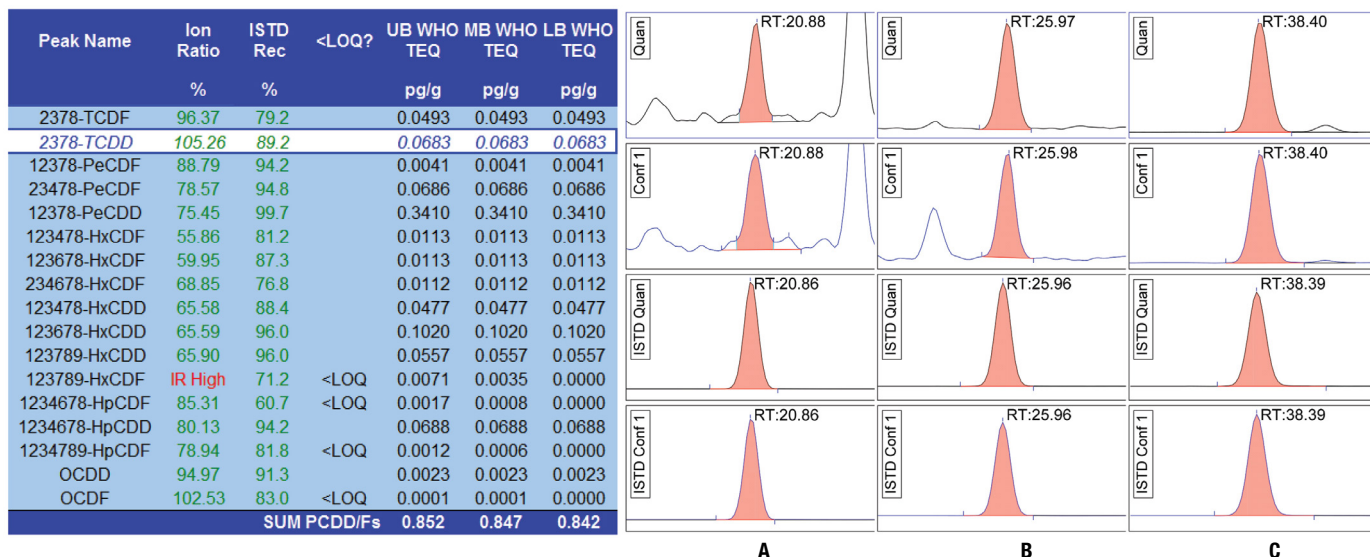 Peak Name Ion Ratio ISTD Rec <LOQ? UB WHO TEQ MB WHO TEQ LB WHO TEQ
% % pg/g pg/g pg/g
2378-TCDF 96.37 79.2 0.0493 0.0493 0.0493
2378-TCDD 105.26 89.2 0.0683 0.0683 0.0683
12378-PeCDF 88.79 94.2 0.0041 0.0041 0.0041
23478-PeCDF 78.57 94.8 0.0686 0.0686 0.0686
12378-PeCDD 75.45 99.7 0.3410 0.3410 0.3410
123478-HxCDF 55.86 81.2 0.0113 0.0113 0.0113
123678-HxCDF 59.95 87.3 0.0113 0.0113 0.0113
234678-HxCDF 68.85 76.8 0.0112 0.0112 0.0112
123478-HxCDD 65.58 88.4 0.0477 0.0477 0.0477
123678-HxCDD 65.59 96.0 0.1020 0.1020 0.1020
123789-HxCDD 65.90 96.0 0.0557 0.0557 0.0557
123789-HxCDF IR High 71.2 <LOQ 0.0071 0.0035 0.0000
1234678-HpCDF 85.31 60.7 <LOQ 0.0017 0.0008 0.0000
1234678-HpCDD 80.13 94.2 0.0688 0.0688 0.0688
1234789-HpCDF 78.94 81.8 <LOQ 0.0012 0.0006 0.0000
OCDD 94.97 91.3 0.0023 0.0023 0.0023
OCDF 102.53 83.0 <LOQ 0.0001 0.0001 0.0000
SUM PCDD/Fs 0.852 0.847 0.842
Quan RT:20.88
Conf 1 RT:20.88
ISTD Quan RT:20.86
ISTD Conf 1 RT:20.86
A
Quan RT:25.97
Conf 1 RT:25.98
ISTD Quan RT:25.96
ISTD Conf 1 RT:25.96
B
Quan RT:38.40
Conf 1 RT:38.40
ISTD Quan RT:38.39
ISTD Conf 1 RT:38.39
C